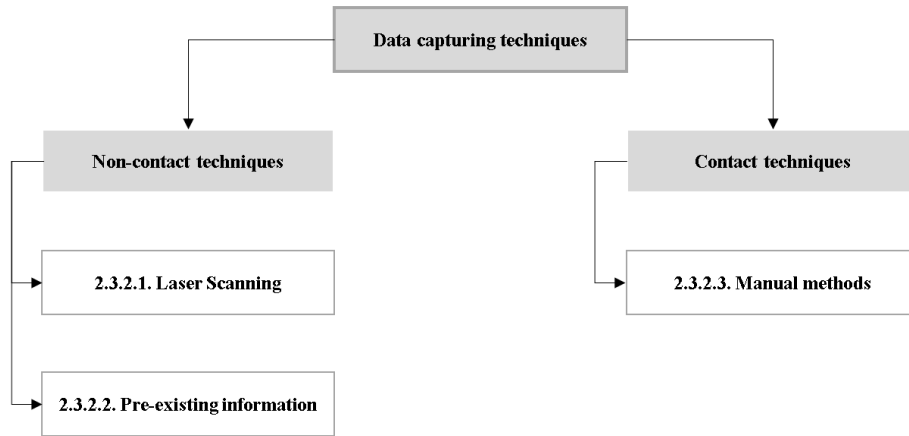 Data capturing techniques
Non-contact techniques
Contact techniques
2.3.2.1. Laser Scanning
2.3.2.3. Manual methods
2.3.2.2. Pre-existing information